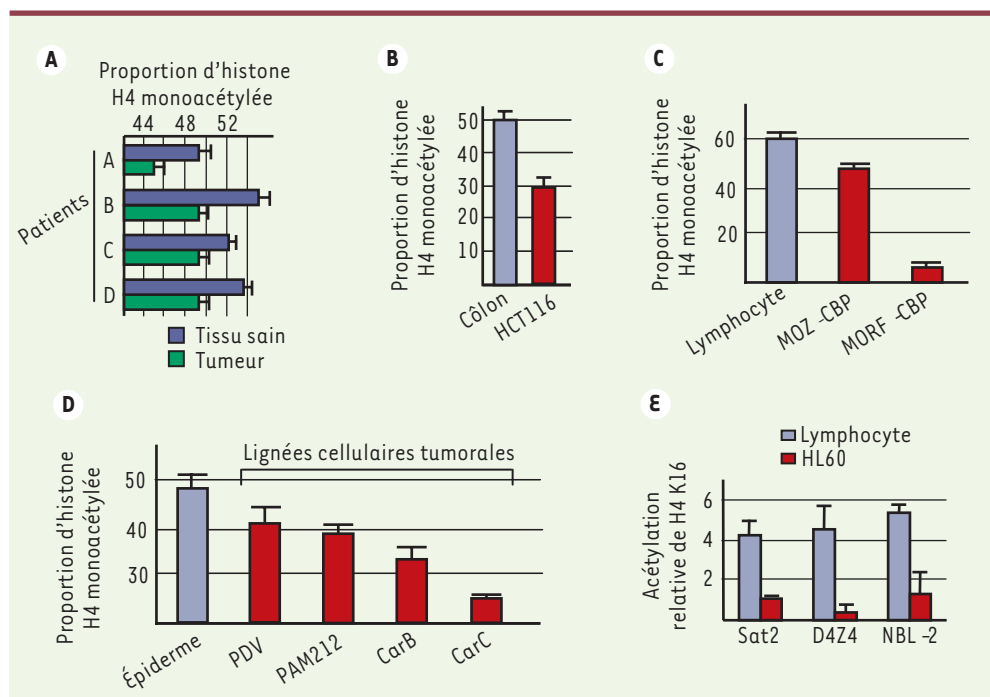 A
Proportion d'histone
H4 monoacétylée
44 48 52
Patients
A
B
C
D
Tissu sain
Tumeur
B
Proportion d'histone
H4 monoacétylée
50
40
30
20
10
Côlon
HCT116
C
Proportion d'histone
H4 monoacétylée
60
40
20
Lymphocyte
MOZ -CBP
MORF -CBP
D
Lignées cellulaires tumorales
Proportion d'histone
H4 monoacétylée
50
40
30
Épiderme
PDV
PAM212
CarB
CarC
E
Lymphocyte
HL60
Acétylation
relative de H4 K16
6
4
2
Sat2
D4Z4
NBL -2